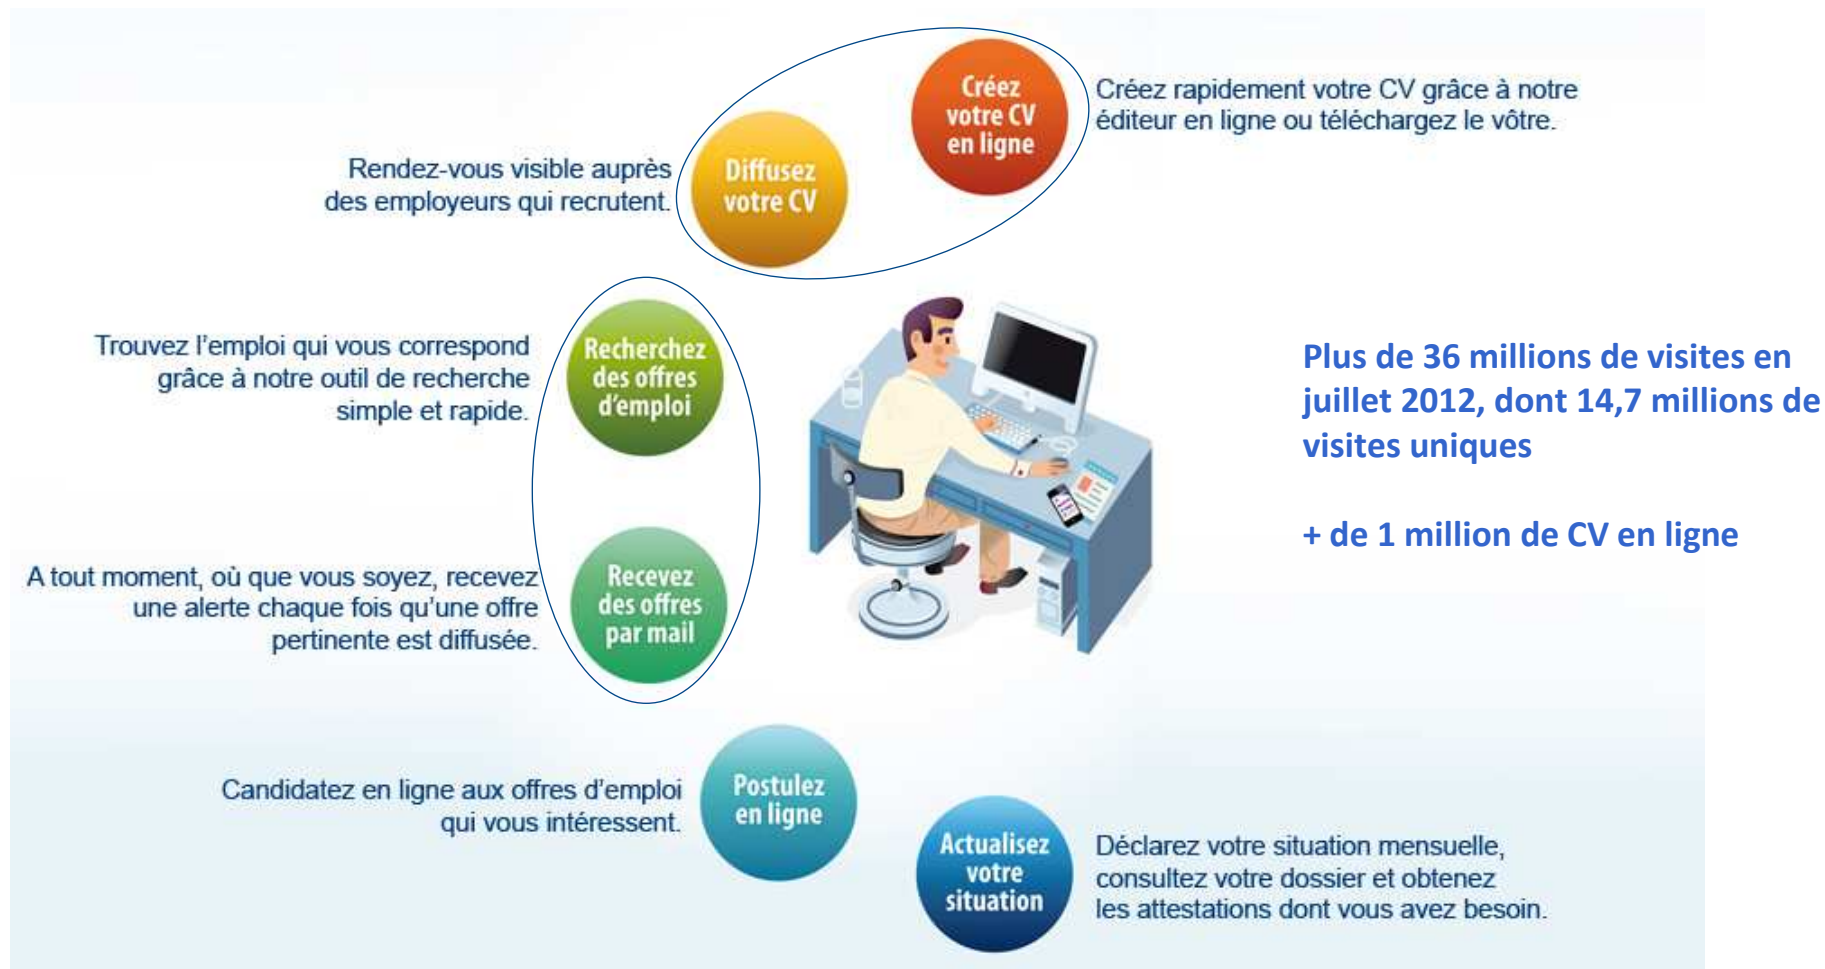 Créez
votre CV
en ligne
Créez rapidement votre CV grâce à notre
éditeur en ligne ou téléchargez le vôtre.
Rendez-vous visible auprès
des employeurs qui recrutent.
Diffusez
votre CV
Trouvez l'emploi qui vous correspond
grâce à notre outil de recherche
simple et rapide.
Recherchez
des offres
d'emploi
Plus de 36 millions de visites en
juillet 2012, dont 14,7 millions de
visites uniques
+ de 1 million de CV en ligne
A tout moment, où que vous soyez, recevez
une alerte chaque fois qu'une offre
pertinente est diffusée.
Recevez
des offres
par mail
Candidatez en ligne aux offres d'emploi
qui vous intéressent.
Postulez
en ligne
Actualisez
votre
situation
Déclarez votre situation mensuelle,
consultez votre dossier et obtenez
les attestations dont vous avez besoin.